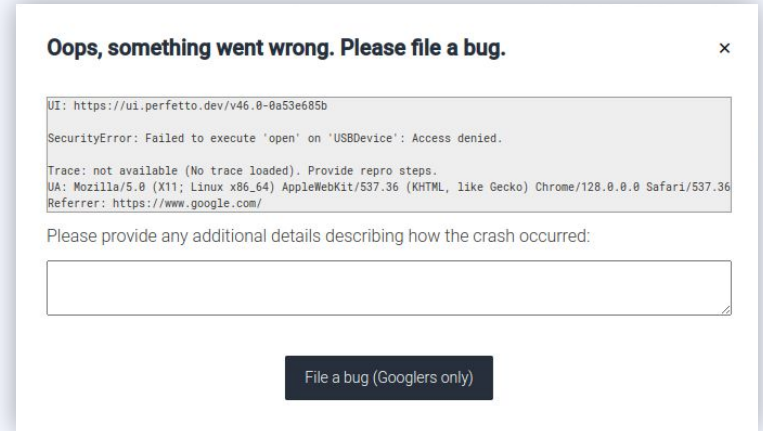 Oops, something went wrong. Please file a bug.
×
UI: https://ui.perfetto.dev/v46.0-0a53e685b
SecurityError: Failed to execute 'open' on 'USBDevice': Access denied.
Trace: not available (No trace loaded). Provide repro steps.
UA: Mozilla/5.0 (X11; Linux x86_64) AppleWebKit/537.36 (KHTML, like Gecko) Chrome/128.0.0.0 Safari/537.36
Referrer: https://www.google.com/
Please provide any additional details describing how the crash occurred:
File a bug (Googlers only)